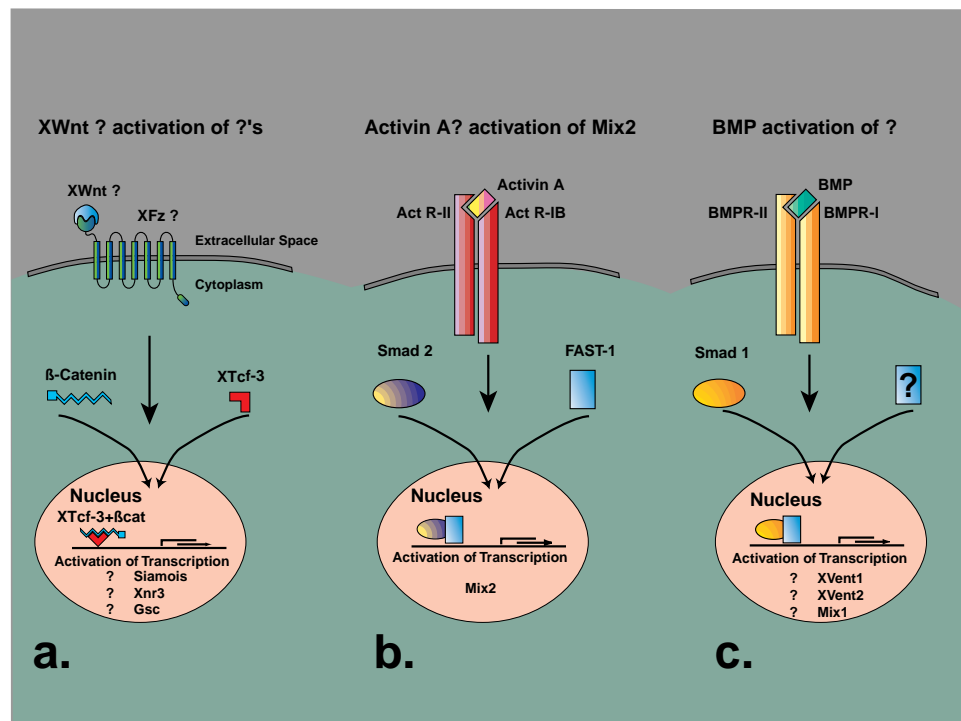 XWnt ? activation of ?'s
XWnt ?
XFz ?
Extracellular Space
Cytoplasm
ß-Catenin
XTcf-3
Nucleus
XTcf-3+ßcat
Activation of Transcription
? Siamois
? Xnr3
? Gsc
a.
Activin A? activation of Mix2
Activin A
Act R-II
Act R-IB
Smad 2
FAST-1
Nucleus
Activation of Transcription
Mix2
b.
BMP activation of ?
BMP
BMPR-II
BMPR-I
Smad 1
?
Nucleus
Activation of Transcription
? XVent1
? XVent2
? Mix1
c.